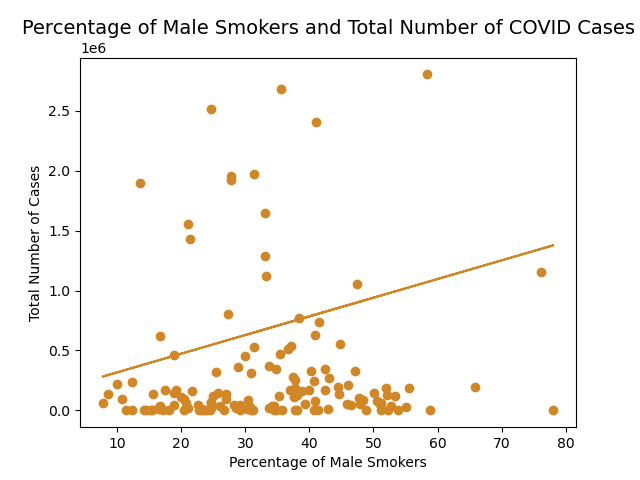 Percentage of Male Smokers and Total Number of COVID Cases
1e6
2.5
2.0
1.5
1.0
0.5
0.0
Total Number of Cases
10 20 30 40 50 60 70 80
Percentage of Male Smokers